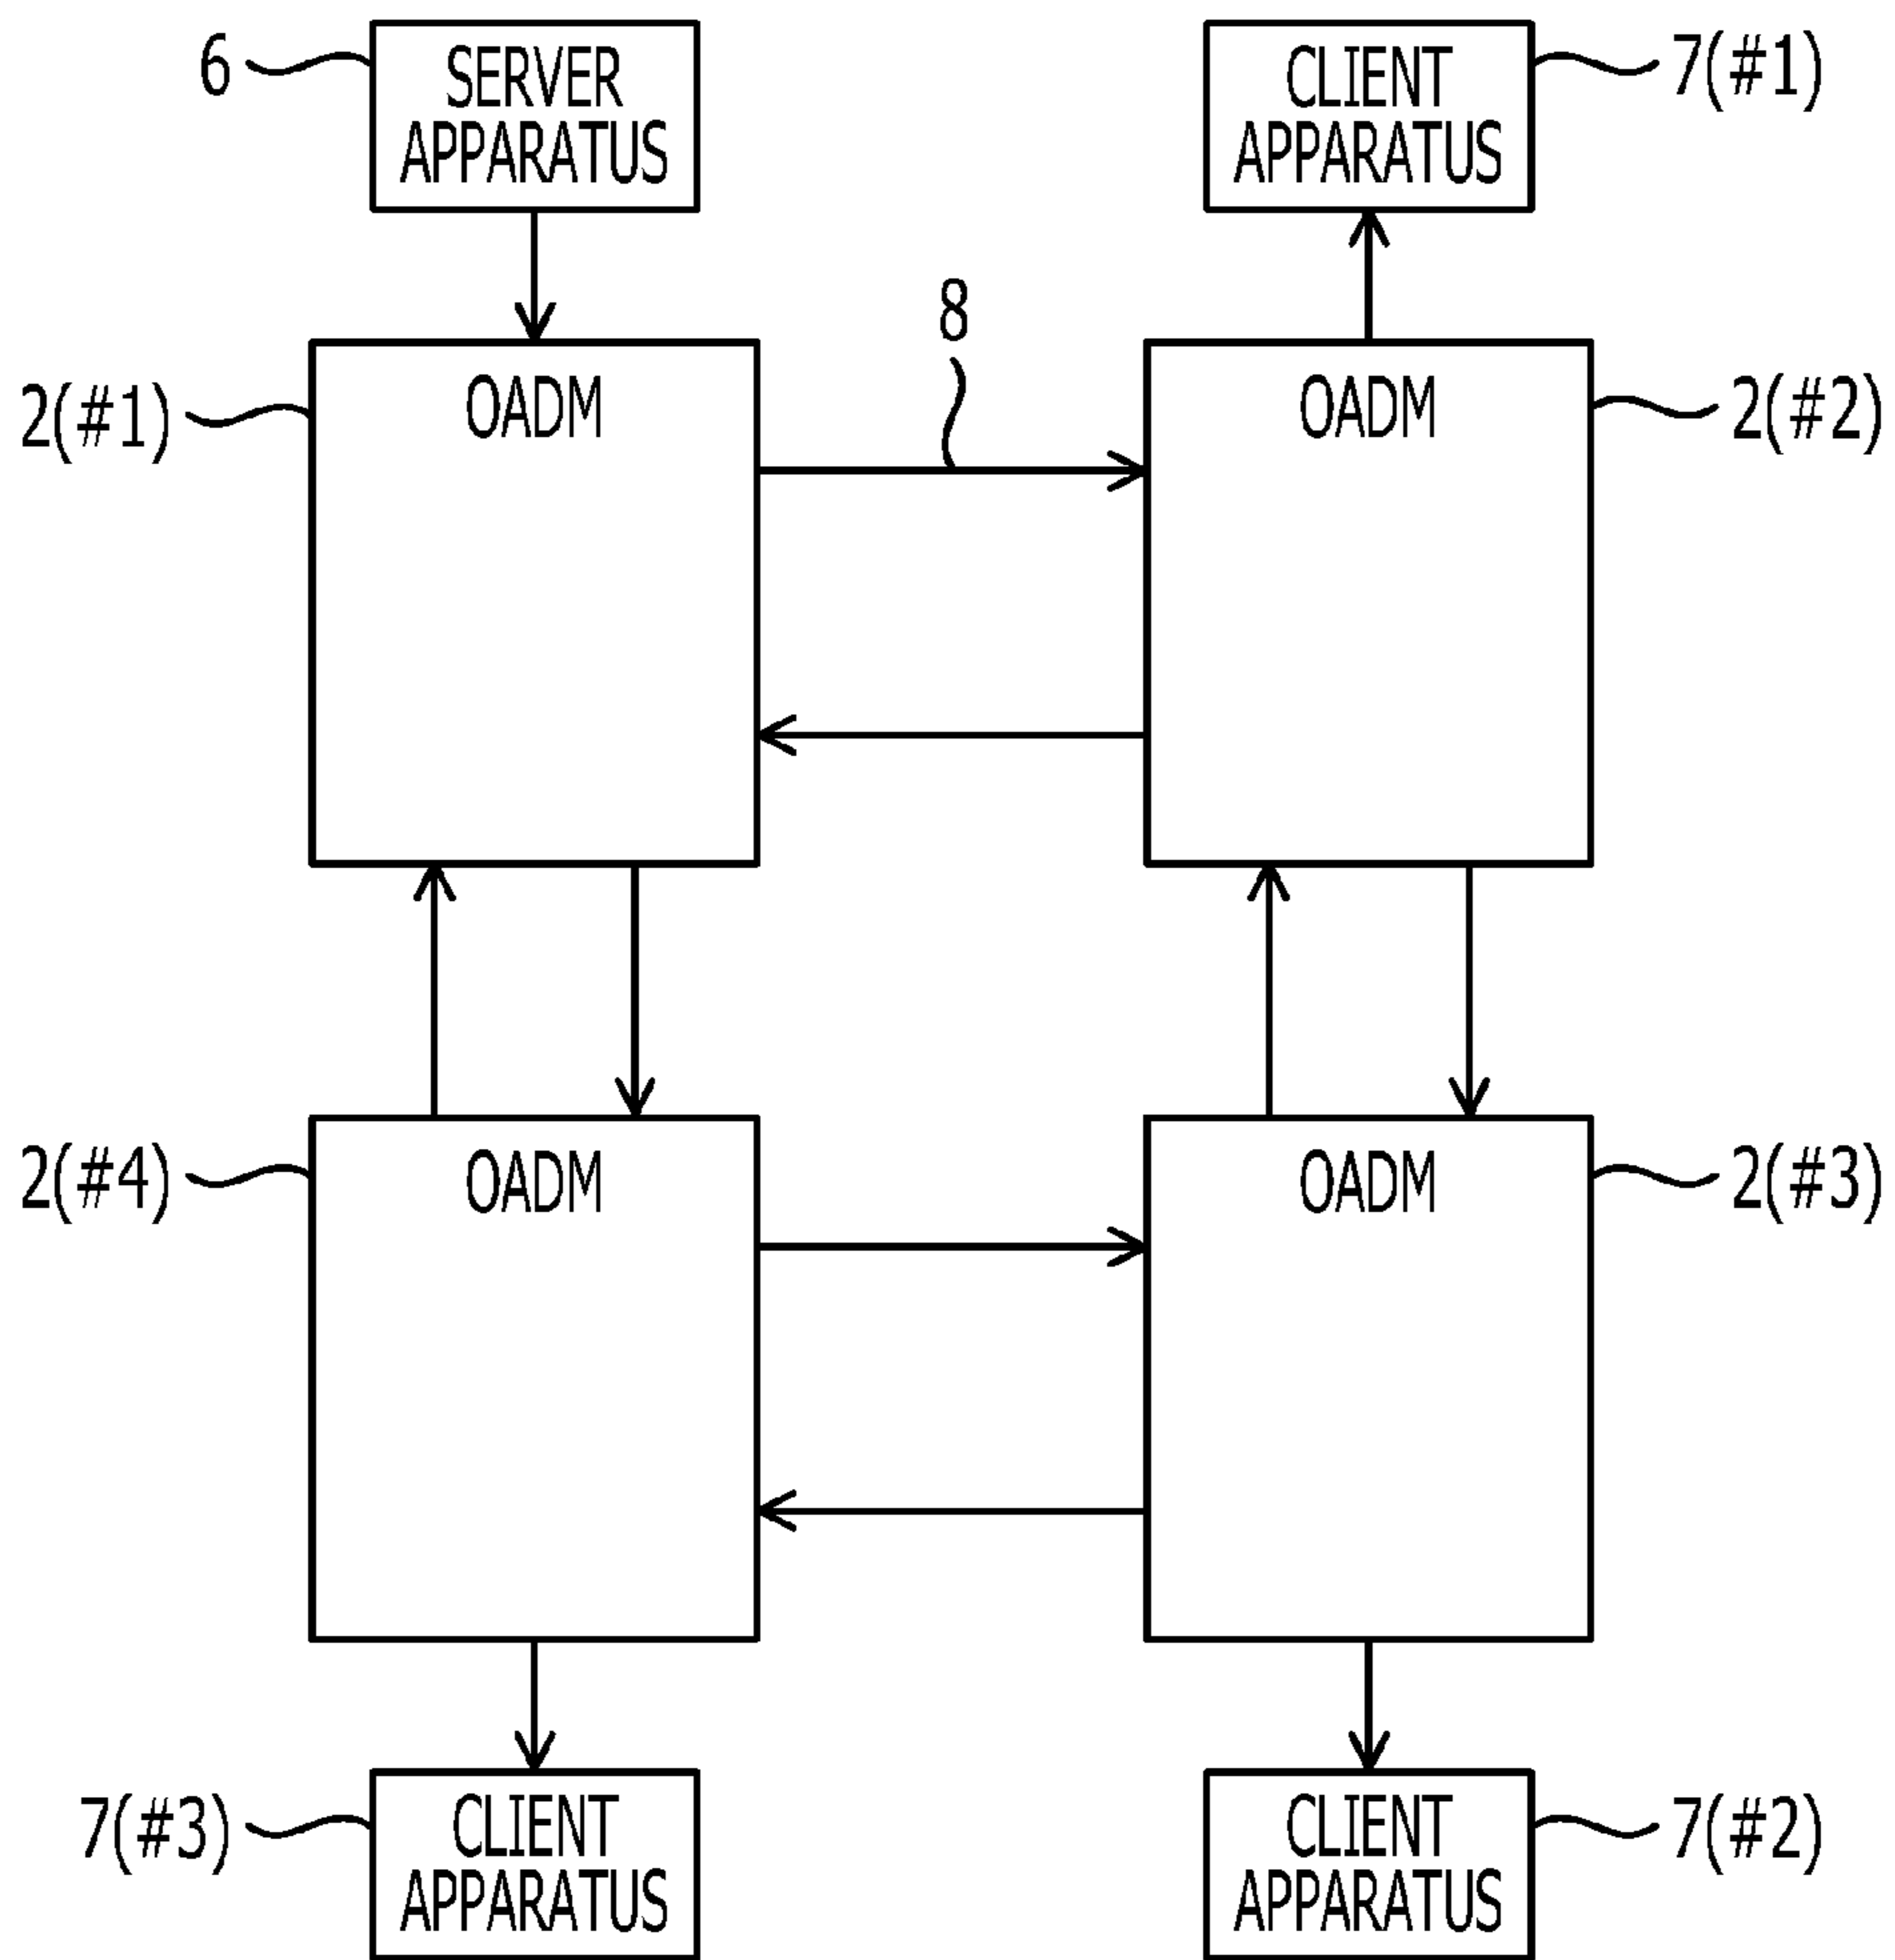 6
SERVER
APPARATUS
CLIENT
APPARATUS
7(#1)
8
2(#1)
OADM
OADM
2(#2)
2(#4)
OADM
OADM
2(#3)
7(#3)
CLIENT
APPARATUS
CLIENT
APPARATUS
7(#2)